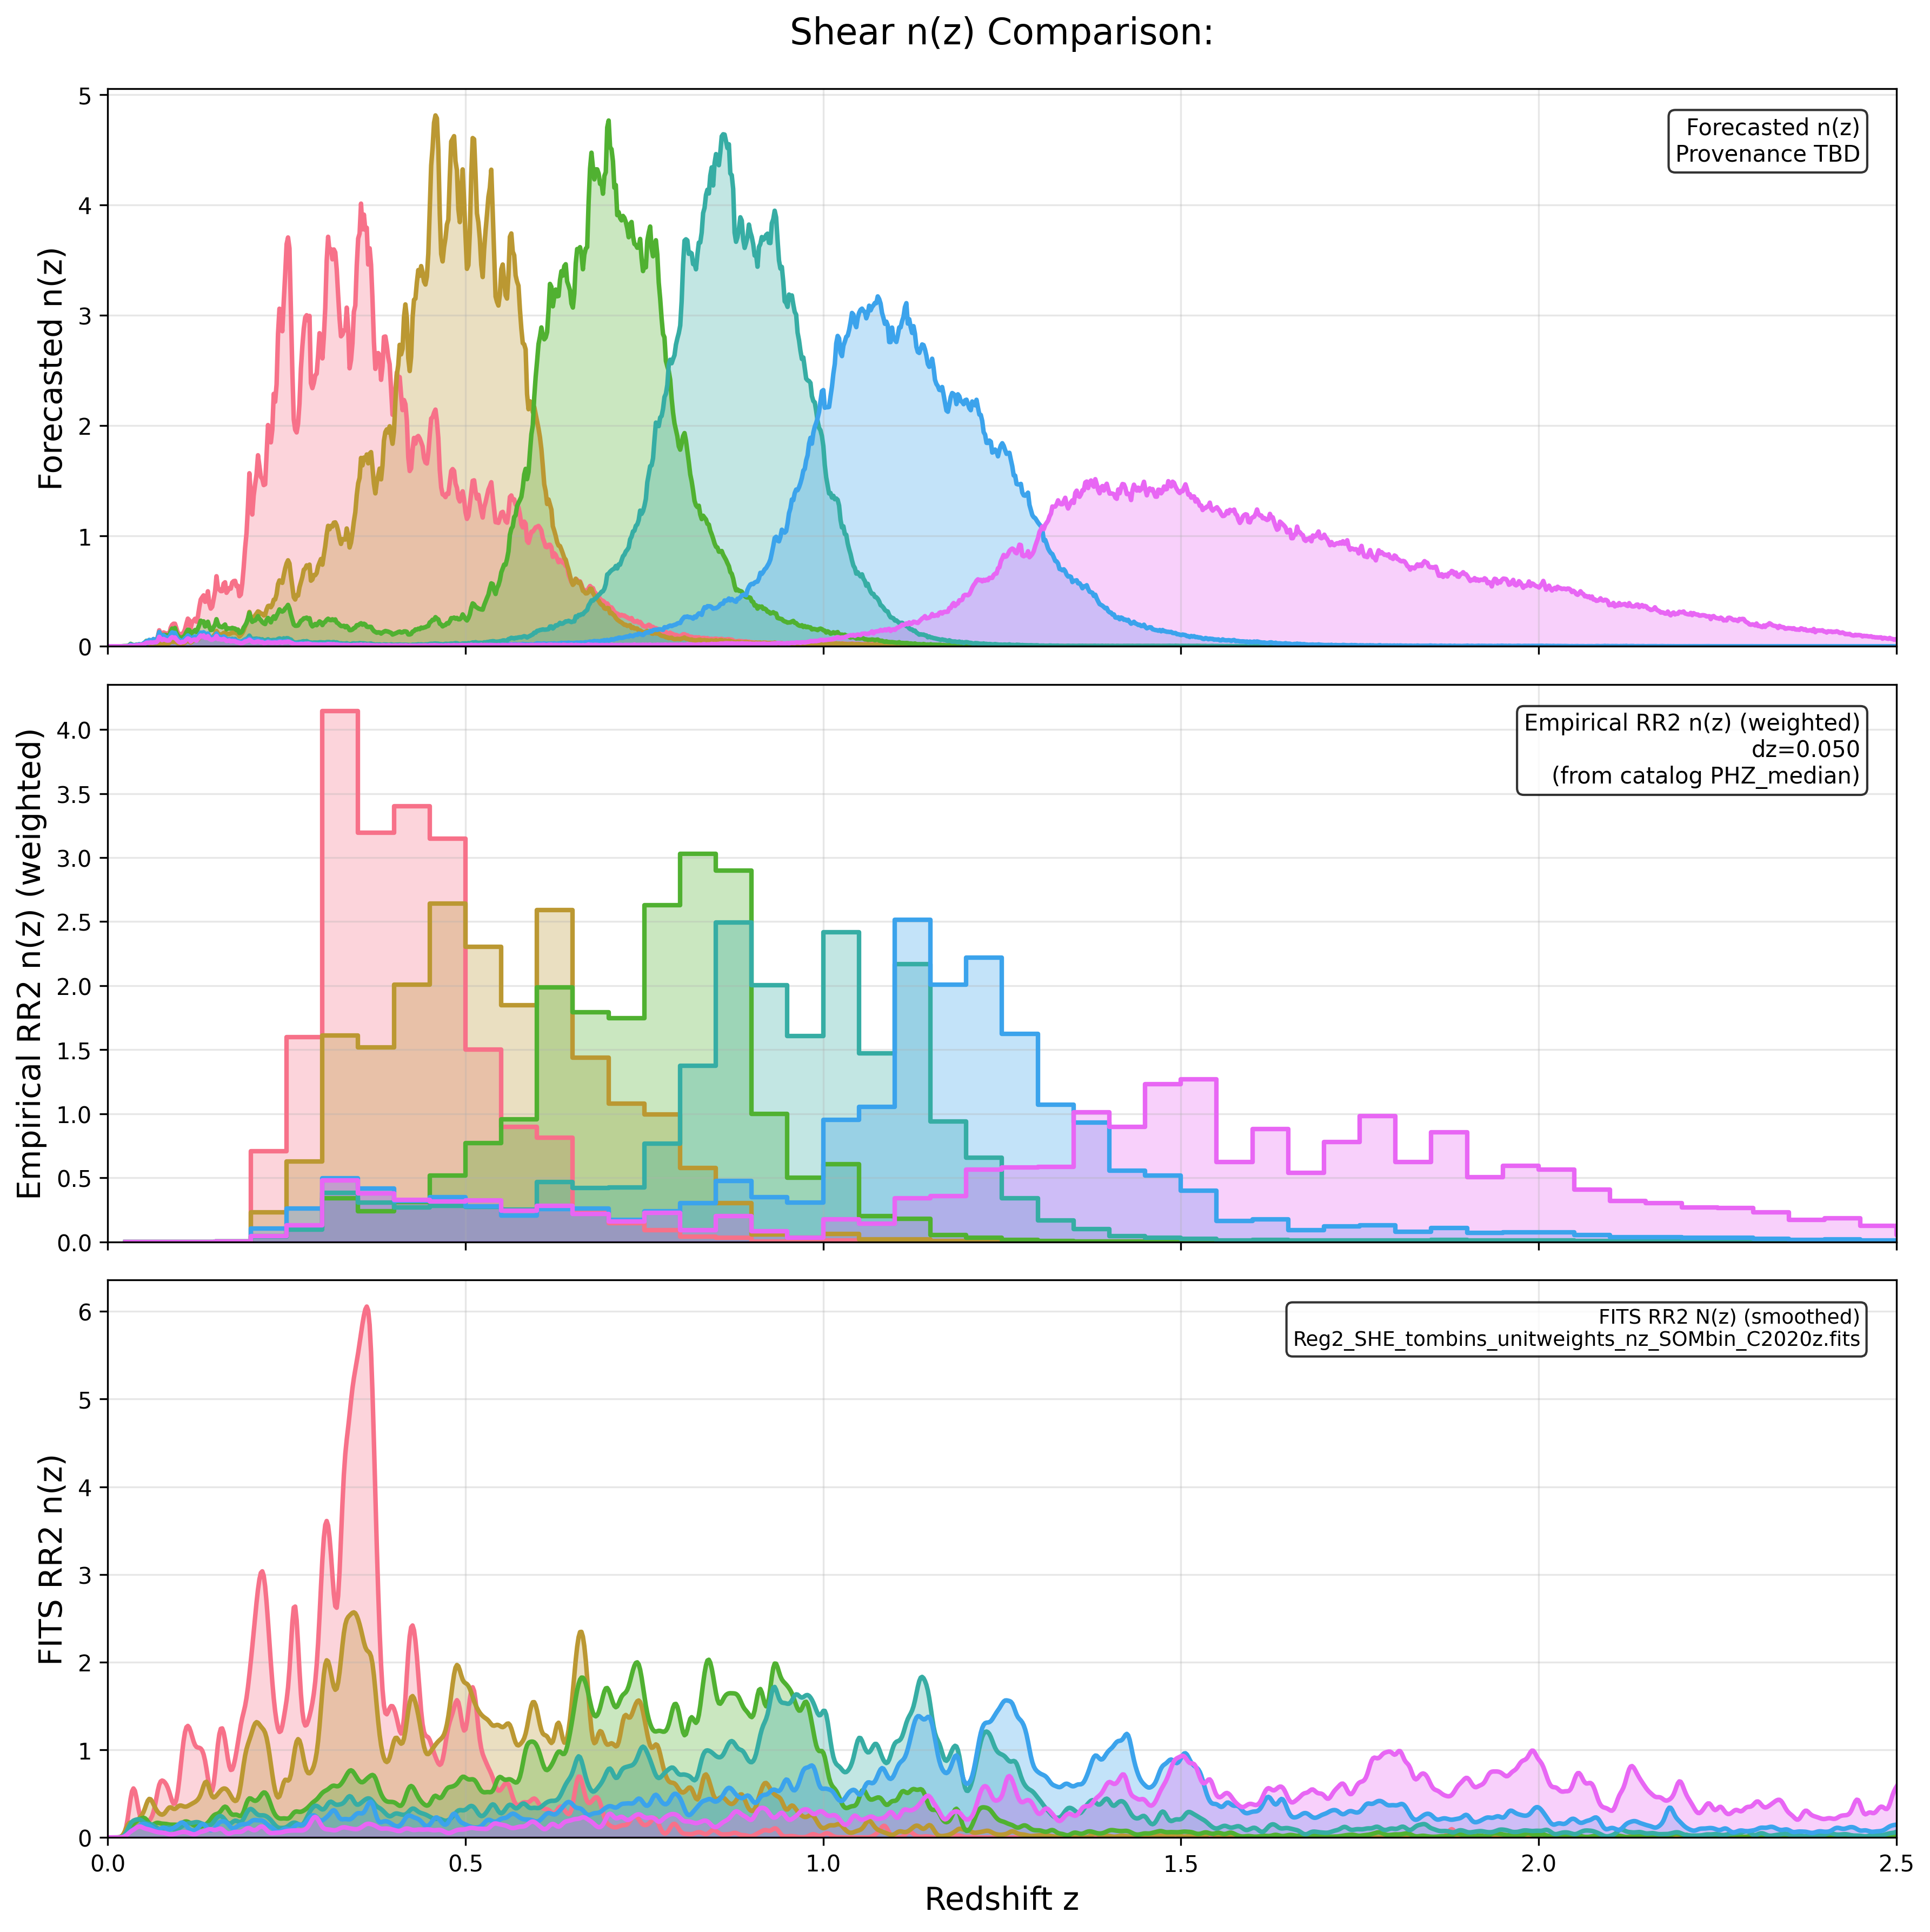 Shear n(z) Comparison:
Forecasted n(z)
5
4
3
2
1
0
Forecasted n(z)
Provenance TBD
Empirical RR2 n(z) (weighted)
4.0
3.5
3.0
2.5
2.0
1.5
1.0
0.5
0.0
Empirical RR2 n(z) (weighted)
dz=0.050
(from catalog PHZ_median)
FITS RR2 n(z)
6
5
4
3
2
1
0
FITS RR2 N(z) (smoothed)
Reg2_SHE_tombins_unitweights_nz_SOMbin_C2020z.fits
0.0 0.5 1.0 1.5 2.0 2.5
Redshift z